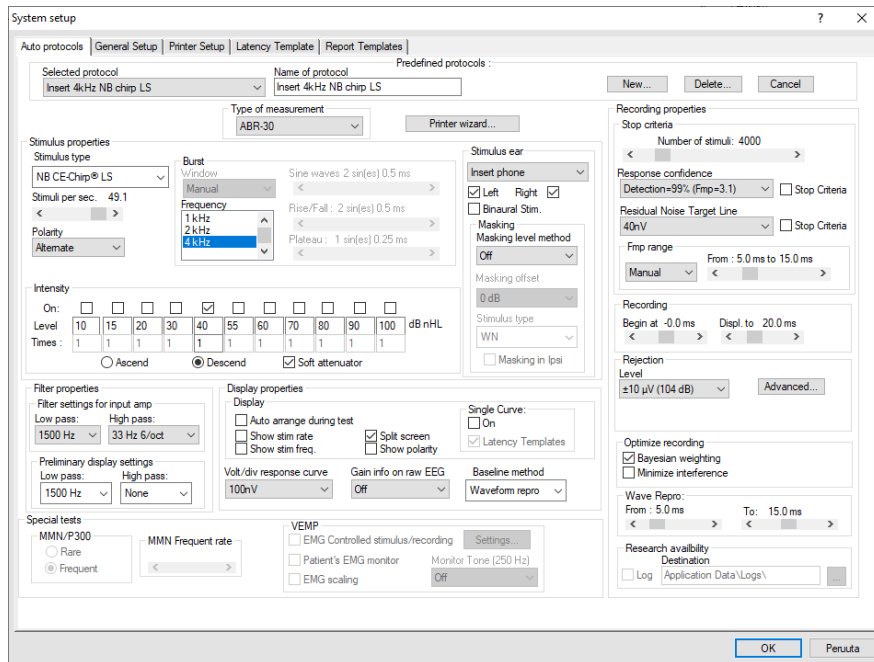 System setup ? ×
Auto protocols General Setup Printer Setup Latency Template Report Templates
Predefined protocols :
Selected protocol Name of protocol
Insert 4kHz NB chirp LS Insert 4kHz NB chirp LS New... Delete... Cancel
Type of measurement
ABR-30 Printer wizard...
Stimulus properties
Stimulus type
NB CE-Chirp® LS
Stimuli per sec. 49.1
Polarity
Alternate
Burst
Window
Manual
Frequency
1 kHz
2 kHz
4 kHz
Sine waves 2 sin(es) 0.5 ms
Rise/Fall : 2 sin(es) 0.5 ms
Plateau : 1 sin(es) 0.25 ms
Stimulus ear
Insert phone
Left Right
Binaural Stim.
Masking
Masking level method
Off
Masking offset
0 dB
Stimulus type
WN
Masking in Ipsi
Intensity
On:
Level 10 15 20 30 40 55 60 70 80 90 100 dB nHL
Times : 1 1 1 1 1 1 1 1 1 1 1
Ascend Descend Soft attenuator
Filter properties
Filter settings for input amp
Low pass: High pass:
1500 Hz 33 Hz 6/oct
Preliminary display settings
Low pass: High pass:
1500 Hz None
Display properties
Display
Auto arrange during test
Show stim rate Split screen
Show stim freq. Show polarity
Single Curve:
On
Latency Templates
Volt/div response curve Gain info on raw EEG Baseline method
100nV Off Waveform repro
Special tests
MMN/P300
Rare
Frequent
MMN Frequent rate
VEMP
EMG Controlled stimulus/recording Settings...
Patient's EMG monitor Monitor Tone (250 Hz)
EMG scaling Off
Recording properties
Stop criteria
Number of stimuli: 4000
Response confidence
Detection=99% (Fmp=3.1) Stop Criteria
Residual Noise Target Line
40nV Stop Criteria
Fmp range
From : 5.0 ms to 15.0 ms
Manual
Recording
Begin at -0.0 ms Displ. to 20.0 ms
Rejection
Level
±10 µV (104 dB) Advanced...
Optimize recording
Bayesian weighting
Minimize interference
Wave Repro:
From : 5.0 ms To: 15.0 ms
Research availbility
Destination
Log Application Data\Logs\ ...
OK Peruuta